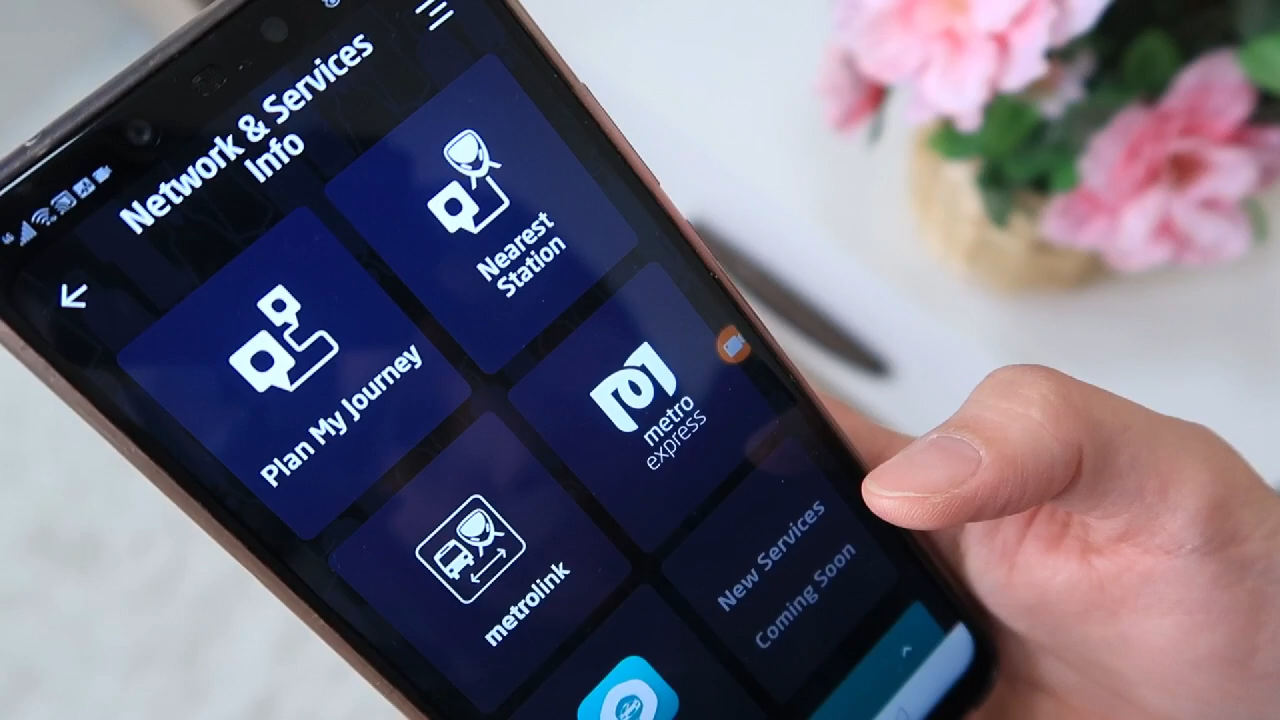 Network & Services
Info
Plan My Journey
Nearest
Station
metrolink
metro
express
New Services
Coming Soon